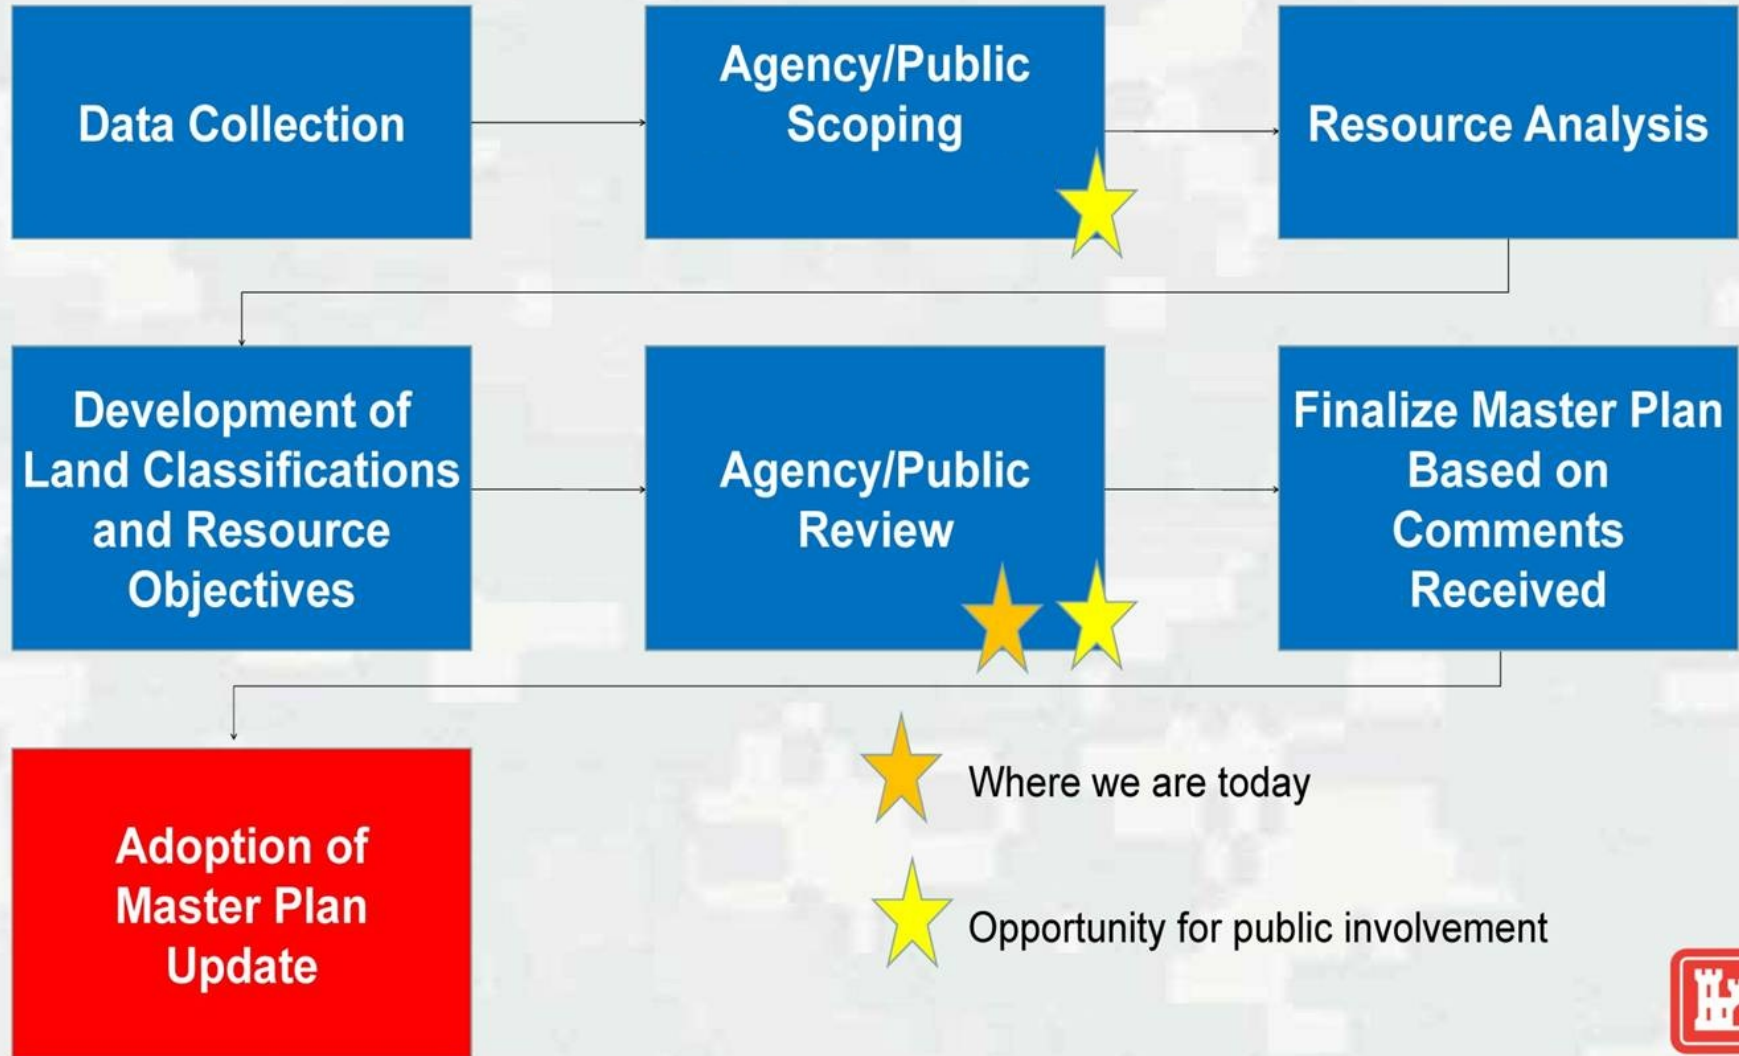 Data Collection
Agency/Public
Scoping
Resource Analysis
Development of
Land Classifications
and Resource
Objectives
Agency/Public
Review
Finalize Master Plan
Based on
Comments
Received
Adoption of
Master Plan
Update
Where we are today
Opportunity for public involvement